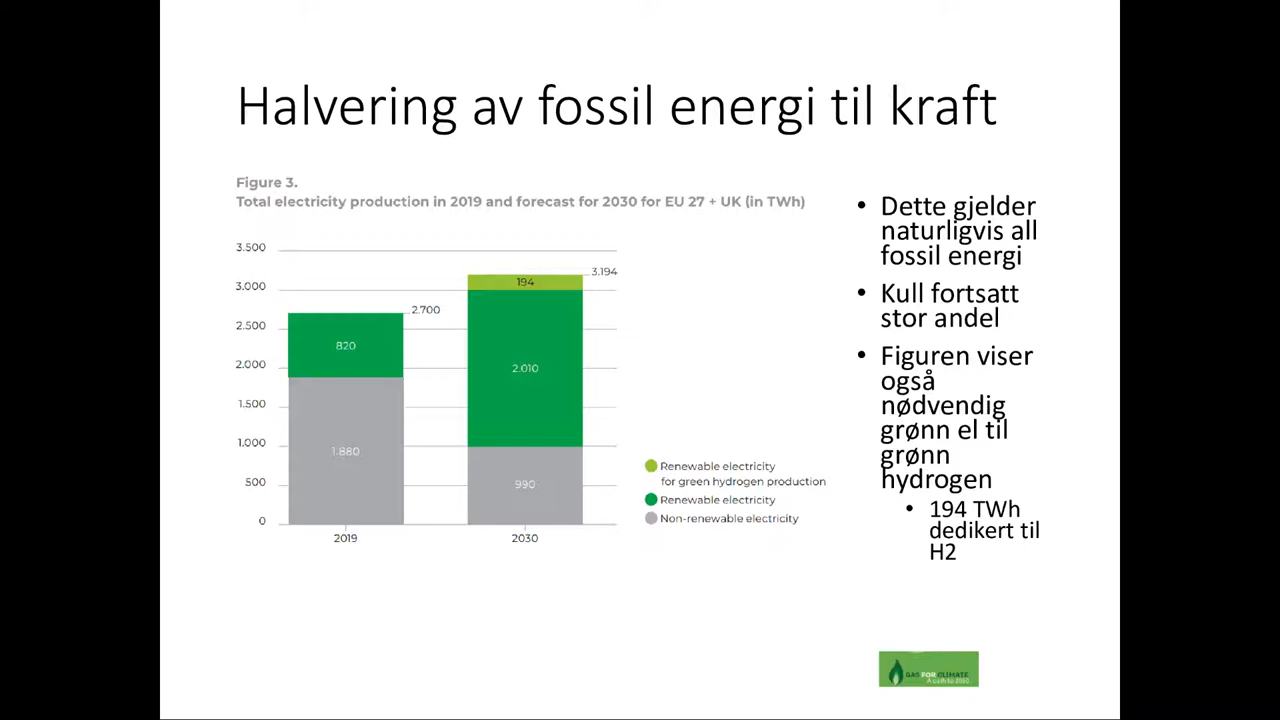 Halvering av fossil energi til kraft
Figure 3.
Total electricity production in 2019 and forecast for 2030 for EU 27 + UK (in TWh)
3.500
3.000
2.500
2.000
1.500
1.000
500
0
2.700
820
1.880
2019
3.194
194
2.010
990
2030
Renewable electricity
for green hydrogen production
Renewable electricity
Non-renewable electricity
• Dette gjelder
naturligvis all
fossil energi
• Kull fortsatt
stor andel
• Figuren viser
også
nødvendig
grønn el til
grønn
hydrogen
• 194 TWh
dedikert til
H2
GAS FOR CLIMATE
A path to 2050